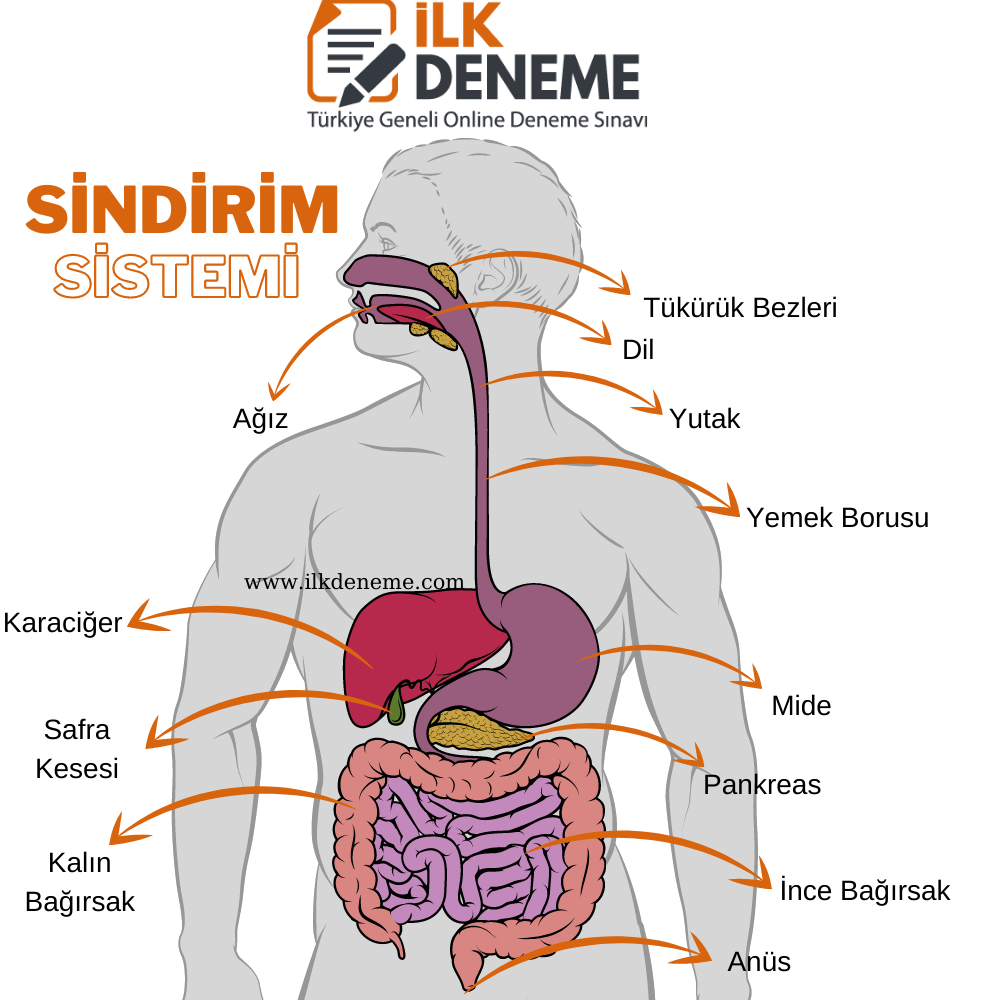 İLK
DENEME
Türkiye Geneli Online Deneme Sınavı
SİNDİRİM
SİSTEMİ
Tükürük Bezleri
Dil
Ağız
Yutak
Yemek Borusu
www.ilkdeneme.com
Karaciğer
Mide
Safra
Kesesi
Pankreas
Kalın
Bağırsak
İnce Bağırsak
Anüs